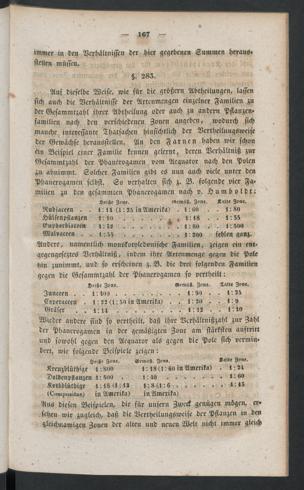 — 167 —
immer in den Verhältnissen der hier gegebenen Summen heraus-
stellen müssen.
§. 283.
Auf dieselbe Weise, wie für die größern Abtheilungen, lassen
sich auch die Verhältnisse der Artenmengen einzelner Familien zu
der Gesammtzahl ihrer Abtheilung oder auch zu andern Pflanzen-
familien nach den verschiedenen Zonen angeben, wodurch sich
manche interessante Thatsachen hinsichtlich der Vertheilungsweise
der Gewächse herausstellen. An den Farnen haben wir schon
ein Beispiel einer Familie kennen gelernt, deren Verhältniß zur
Gesammtzahl der Phanerogamen vom Aequator nach den Polen
zu abnimmt. Solcher Familien gibt es nun auch viele unter den
Phanerogamen selbst. So verhalten sich z. B. folgende vier Fa-
milien zu den gesammten Phanerogamen nach v. Humboldt:
Heiße Zone. Gemäß. Zone. Kalte Zone.
Rubiaceen . . 1:14 (1:25 in Amerika) . 1:60 . . 1:80
Hülsenpflanzen . 1:10 . . . . 1:18 . . 1:35
Euphorbiaceen . 1:32 . . . . 1:80 . . 1:500
Malvaceen . . 1:35 . . . . 1:200 fehlen ganz.
Andere, namentlich monokotyledonische Familien, zeigen ein ent-
gegengesetztes Verhältniß, indem ihre Artenmenge gegen die Pole
hin zunimmt, und so erscheinen z. B. die drei folgenden Familien
gegen die Gesammtzahl der Phanerogamen so vertheilt:
Heiße Zone. Gemäß. Zone. Kalte Zone.
Junceen . . 1:400 . . . . 1:90 . . 1:25
Cyperaceen . 1:22 (1:50 in Amerika) . 1:20 . . 1:9
Gräser . . 1:14 . . . . 1:12 . . 1:10
Wieder andere sind so vertheilt, daß ihre Verhältnißzahl zur Zahl
der Phanerogamen in der gemäßigten Zone am stärksten auftritt
und sowohl gegen den Aequator als gegen die Pole sich vermin-
dert, wie folgende Beispiele zeigen:
Heiße Zone. Gemäß. Zone. Kalte Zone.
Kreuzblüthige 1:800 1:18 (1:60 in Amerika) . 1:24
Doldenpflanzen 1:500 . 1:40 . . . . 1:60
Korbblüthige 1:18 (1:12 1:8 (1:6 . . . 1:13
(Compositen) in Amerika) in Amerika)
Aus diesen Beispielen, die für unsern Zweck genügen mögen, er-
sehen wir zugleich, daß die Vertheilungsweise der Pflanzen in den
gleichnamigen Zonen der alten und neuen Welt nicht immer gleich